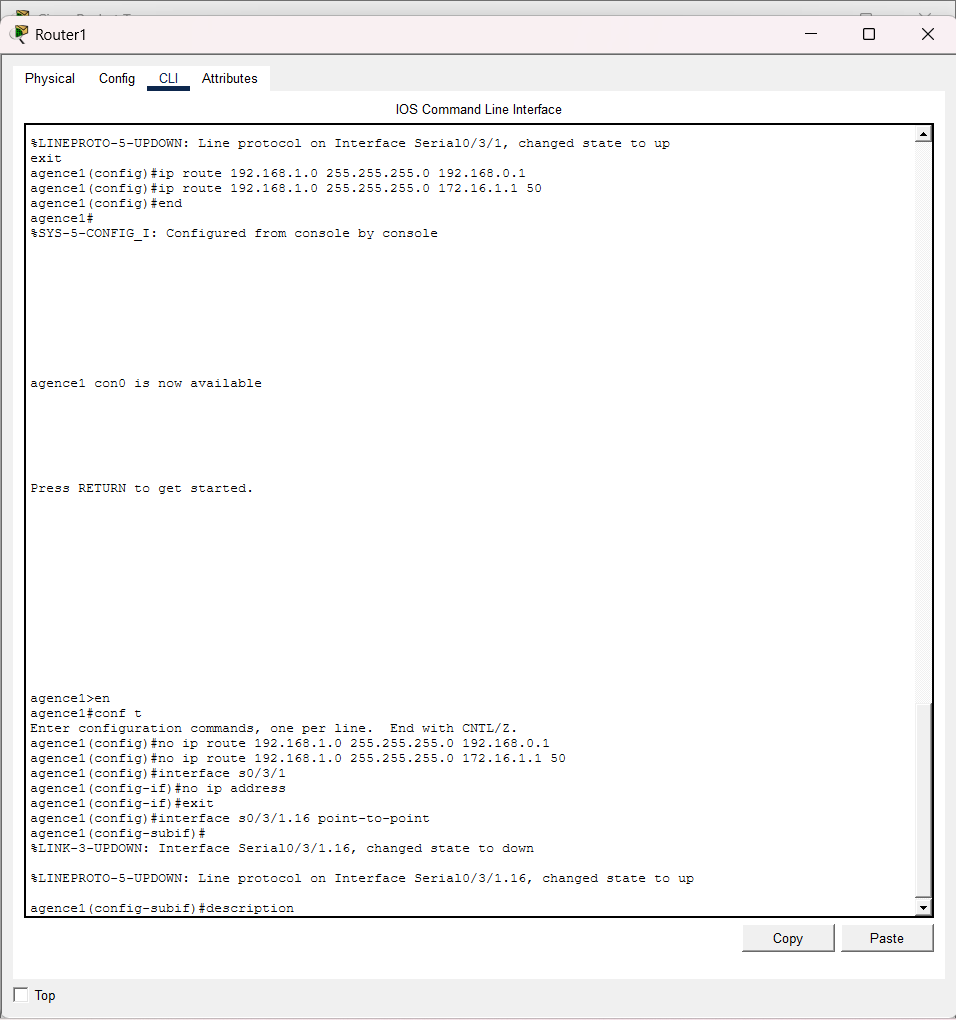 Router1
Physical Config CLI Attributes
IOS Command Line Interface
%LINEPROTO-5-UPDOWN: Line protocol on Interface Serial0/3/1, changed state to up
exit
agence1(config)#ip route 192.168.1.0 255.255.255.0 192.168.0.1
agence1(config)#ip route 192.168.1.0 255.255.255.0 172.16.1.1 50
agence1(config)#end
agence1#
%SYS-5-CONFIG_I: Configured from console by console
agence1 con0 is now available
Press RETURN to get started.
agence1>en
agence1#conf t
Enter configuration commands, one per line.  End with CNTL/Z.
agence1(config)#no ip route 192.168.1.0 255.255.255.0 192.168.0.1
agence1(config)#no ip route 192.168.1.0 255.255.255.0 172.16.1.1 50
agence1(config)#interface s0/3/1
agence1(config-if)#no ip address
agence1(config-if)#exit
agence1(config)#interface s0/3/1.16 point-to-point
agence1(config-subif)#
%LINK-3-UPDOWN: Interface Serial0/3/1.16, changed state to down
%LINEPROTO-5-UPDOWN: Line protocol on Interface Serial0/3/1.16, changed state to up
agence1(config-subif)#description
Copy Paste
Top